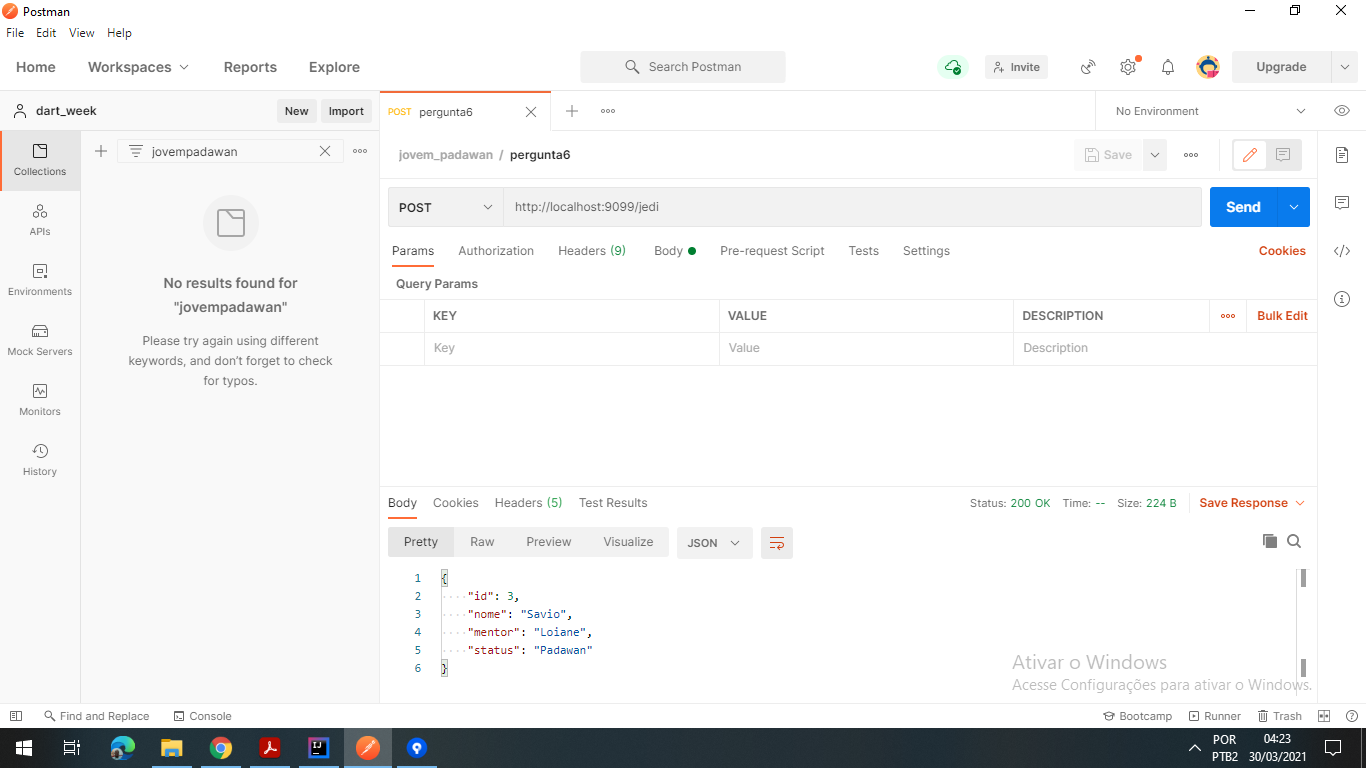 Postman
File Edit View Help
Home Workspaces Reports Explore Search Postman Invite Upgrade
dart_week New Import POST pergunta6 No Environment
jovempadawan
jovem_padawan / pergunta6 Save
Collections
APIs
Environments
Mock Servers
Monitors
History
No results found for
"jovempadawan"
Please try again using different
keywords, and don't forget to check
for typos.
POST http://localhost:9099/jedi Send
Params Authorization Headers (9) Body Pre-request Script Tests Settings Cookies
Query Params
KEY VALUE DESCRIPTION Bulk Edit
Key Value Description
Body Cookies Headers (5) Test Results Status: 200 OK Time: -- Size: 224 B Save Response
Pretty Raw Preview Visualize JSON
1 {
2 "id": 3,
3 "nome": "Savio",
4 "mentor": "Loiane",
5 "status": "Padawan"
6 }
Ativar o Windows
Acesse Configurações para ativar o Windows.
Find and Replace Console Bootcamp Runner Trash
POR 04:23
PTB2 30/03/2021